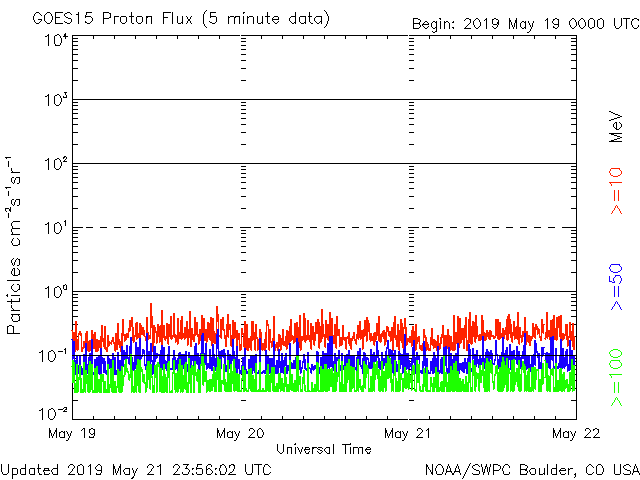 GOES15 Proton Flux (5 minute data)
Begin: 2019 May 19 0000 UTC
10⁴
10³
10²
10¹
10⁰
10⁻¹
10⁻²
Particles cm⁻²s⁻¹sr⁻¹
MeV
>=10
>=50
>=100
May 19
May 20
May 21
May 22
Universal Time
Updated 2019 May 21 23:56:02 UTC
NOAA/SWPC Boulder, CO USA